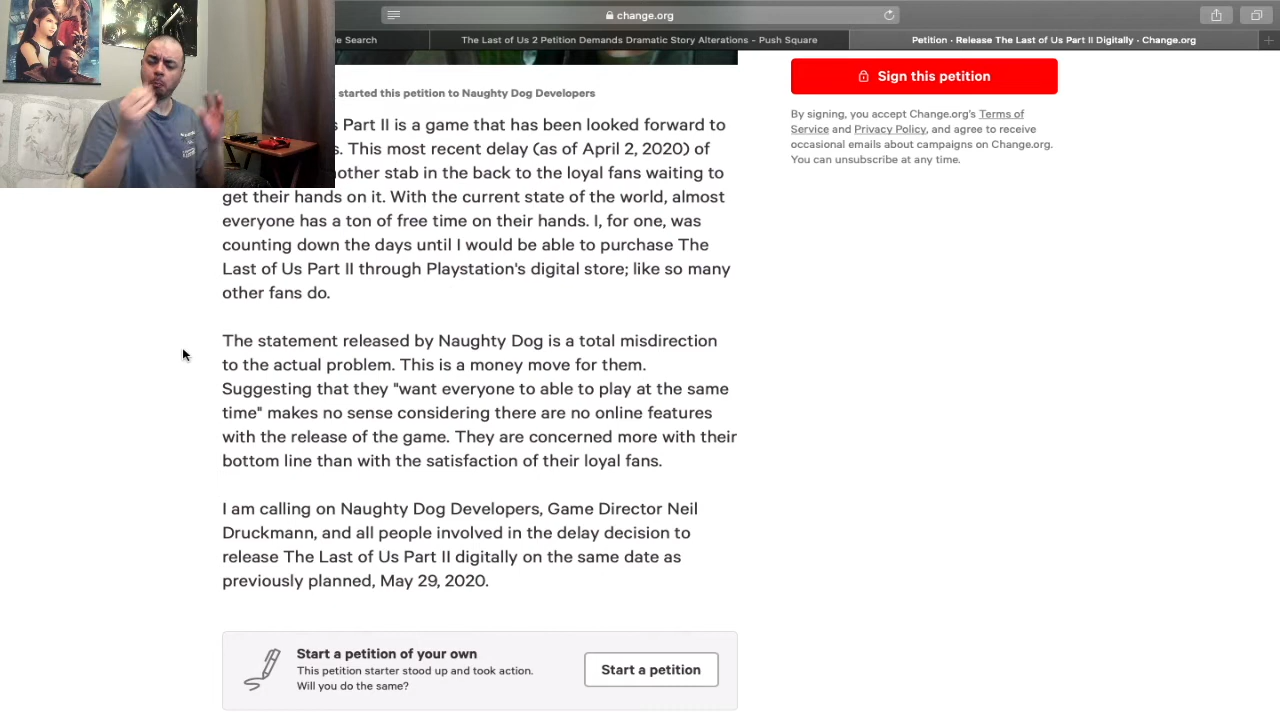 change.org
e Search
The Last of Us 2 Petition Demands Dramatic Story Alterations - Push Square
Petition · Release The Last of Us Part II Digitally · Change.org
started this petition to Naughty Dog Developers
s Part II is a game that has been looked forward to
s. This most recent delay (as of April 2, 2020) of
nother stab in the back to the loyal fans waiting to
get their hands on it. With the current state of the world, almost
everyone has a ton of free time on their hands. I, for one, was
counting down the days until I would be able to purchase The
Last of Us Part II through Playstation's digital store; like so many
other fans do.
The statement released by Naughty Dog is a total misdirection
to the actual problem. This is a money move for them.
Suggesting that they "want everyone to able to play at the same
time" makes no sense considering there are no online features
with the release of the game. They are concerned more with their
bottom line than with the satisfaction of their loyal fans.
I am calling on Naughty Dog Developers, Game Director Neil
Druckmann, and all people involved in the delay decision to
release The Last of Us Part II digitally on the same date as
previously planned, May 29, 2020.
Start a petition of your own
This petition starter stood up and took action.
Will you do the same?
Start a petition
Sign this petition
By signing, you accept Change.org's Terms of
Service and Privacy Policy, and agree to receive
occasional emails about campaigns on Change.org.
You can unsubscribe at any time.